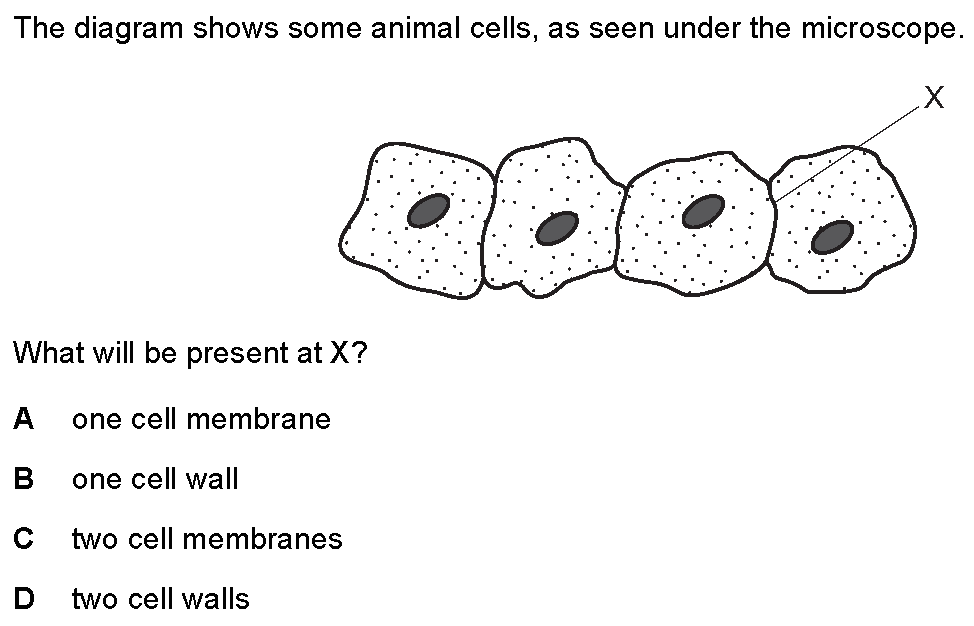 The diagram shows some animal cells, as seen under the microscope.
X
What will be present at X?
A one cell membrane
B one cell wall
C two cell membranes
D two cell walls